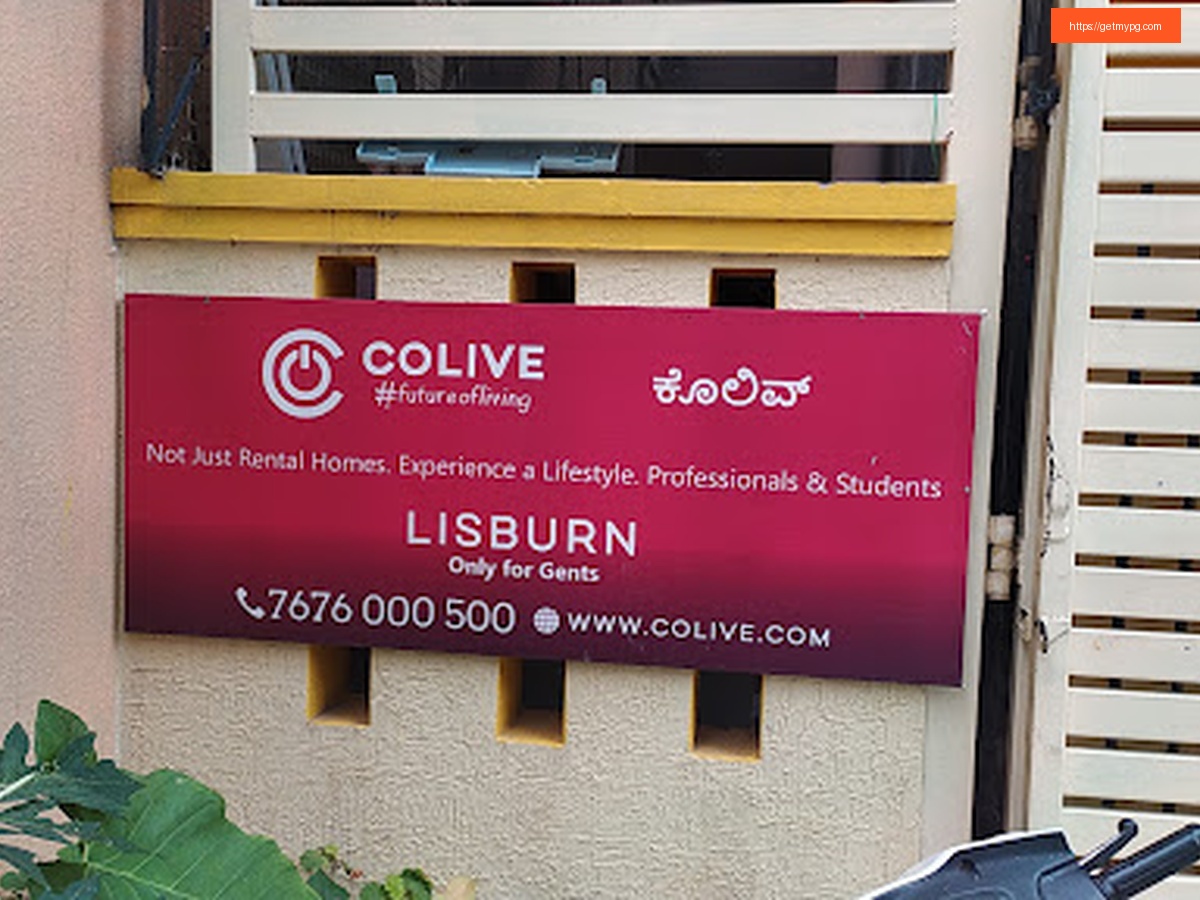 https://getmypg.com
COLIVE
#futureofliving
ಕೊಲಿವ್
Not Just Rental Homes. Experience a Lifestyle. Professionals & Students
LISBURN
Only for Gents
7676 000 500 WWW.COLIVE.COM